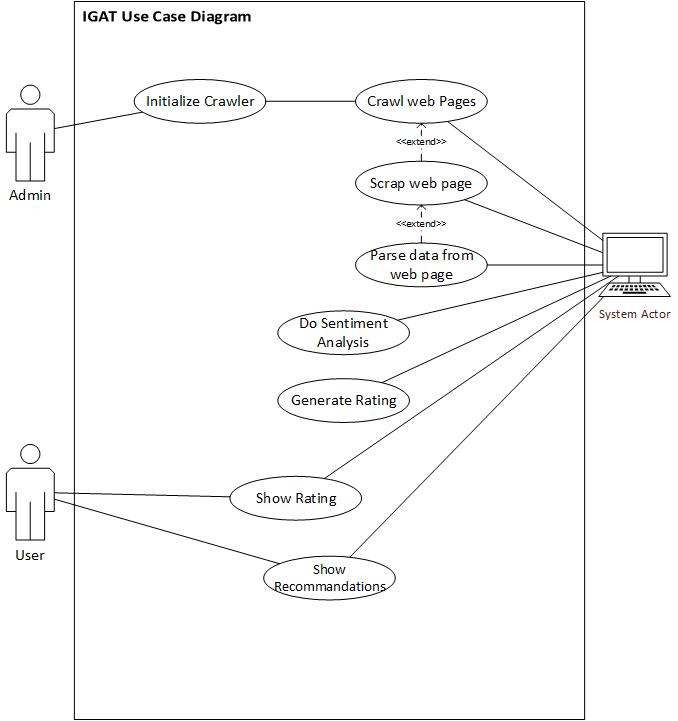 IGAT Use Case Diagram
Initialize Crawler
Crawl web Pages
<<extend>>
Admin
Scrap web page
<<extend>>
Parse data from
web page
System Actor
Do Sentiment
Analysis
Generate Rating
Show Rating
User
Show
Recommandations